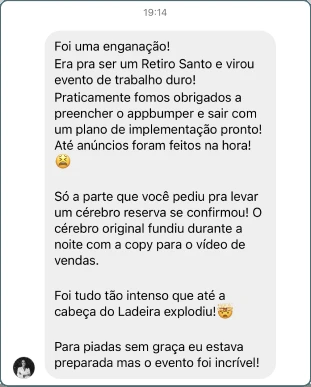 19:14
Foi uma enganação!
Era pra ser um Retiro Santo e virou
evento de trabalho duro!
Praticamente fomos obrigados a
preencher o appbumper e sair com
um plano de implementação pronto!
Até anúncios foram feitos na hora!
😫
Só a parte que você pediu pra levar
um cérebro reserva se confirmou! O
cérebro original fundiu durante a
noite com a copy para o vídeo de
vendas.
Foi tudo tão intenso que até a
cabeça do Ladeira explodiu!🤯
Para piadas sem graça eu estava
preparada mas o evento foi incrível!